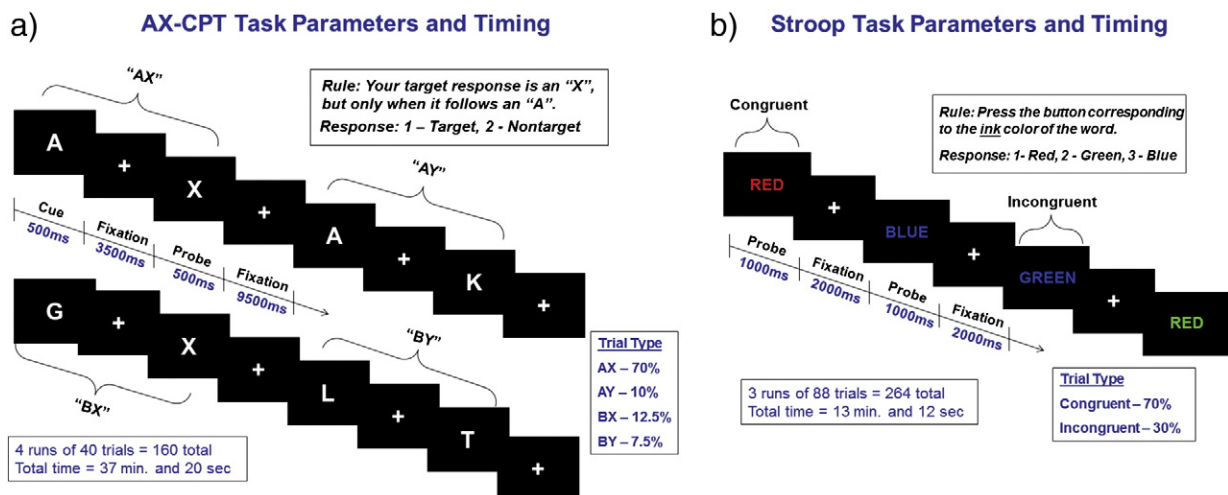 a)
AX-CPT Task Parameters and Timing
“AX”
Rule: Your target response is an “X”,
but only when it follows an “A”.
Response: 1 – Target, 2 - Nontarget
A
+
X
+
“AY”
A
+
K
+
Cue
500ms
Fixation
3500ms
Probe
500ms
Fixation
9500ms
G
+
X
+
“BY”
L
+
T
+
“BX”
Trial Type
AX – 70%
AY – 10%
BX – 12.5%
BY – 7.5%
4 runs of 40 trials = 160 total
Total time = 37 min. and 20 sec
b)
Stroop Task Parameters and Timing
Congruent
Rule: Press the button corresponding
to the ink color of the word.
Response: 1- Red, 2 - Green, 3 - Blue
RED
+
BLUE
+
Incongruent
GREEN
+
RED
Probe
1000ms
Fixation
2000ms
Probe
1000ms
Fixation
2000ms
3 runs of 88 trials = 264 total
Total time = 13 min. and 12 sec
Trial Type
Congruent – 70%
Incongruent – 30%